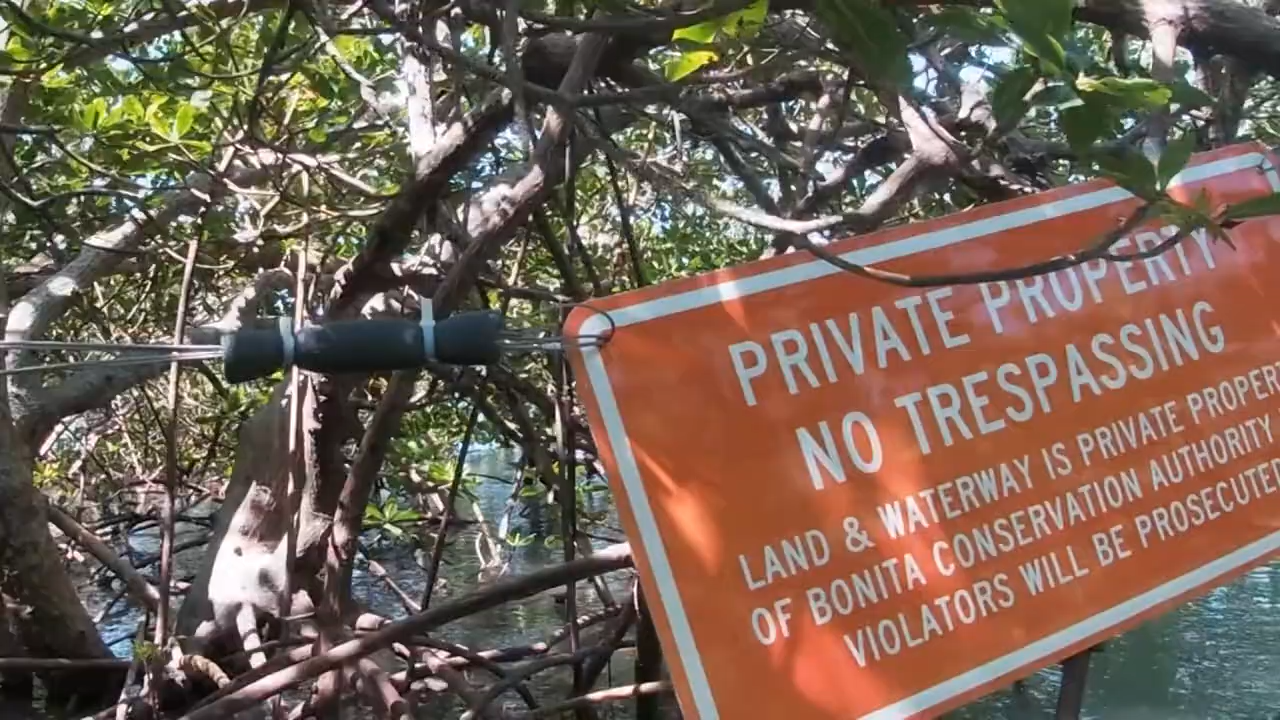 PRIVATE PROPERTY
NO TRESPASSING
LAND & WATERWAY IS PRIVATE
OF BONITA CONSERVATION AUTHORITY
VIOLATORS WILL BE PROSECUTED